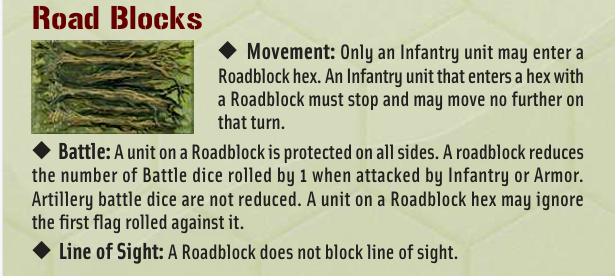 Road Blocks
◆ Movement: Only an Infantry unit may enter a
Roadblock hex. An Infantry unit that enters a hex with
a Roadblock must stop and may move no further on
that turn.
◆ Battle: A unit on a Roadblock is protected on all sides. A roadblock reduces
the number of Battle dice rolled by 1 when attacked by Infantry or Armor.
Artillery battle dice are not reduced. A unit on a Roadblock hex may ignore
the first flag rolled against it.
◆ Line of Sight: A Roadblock does not block line of sight.